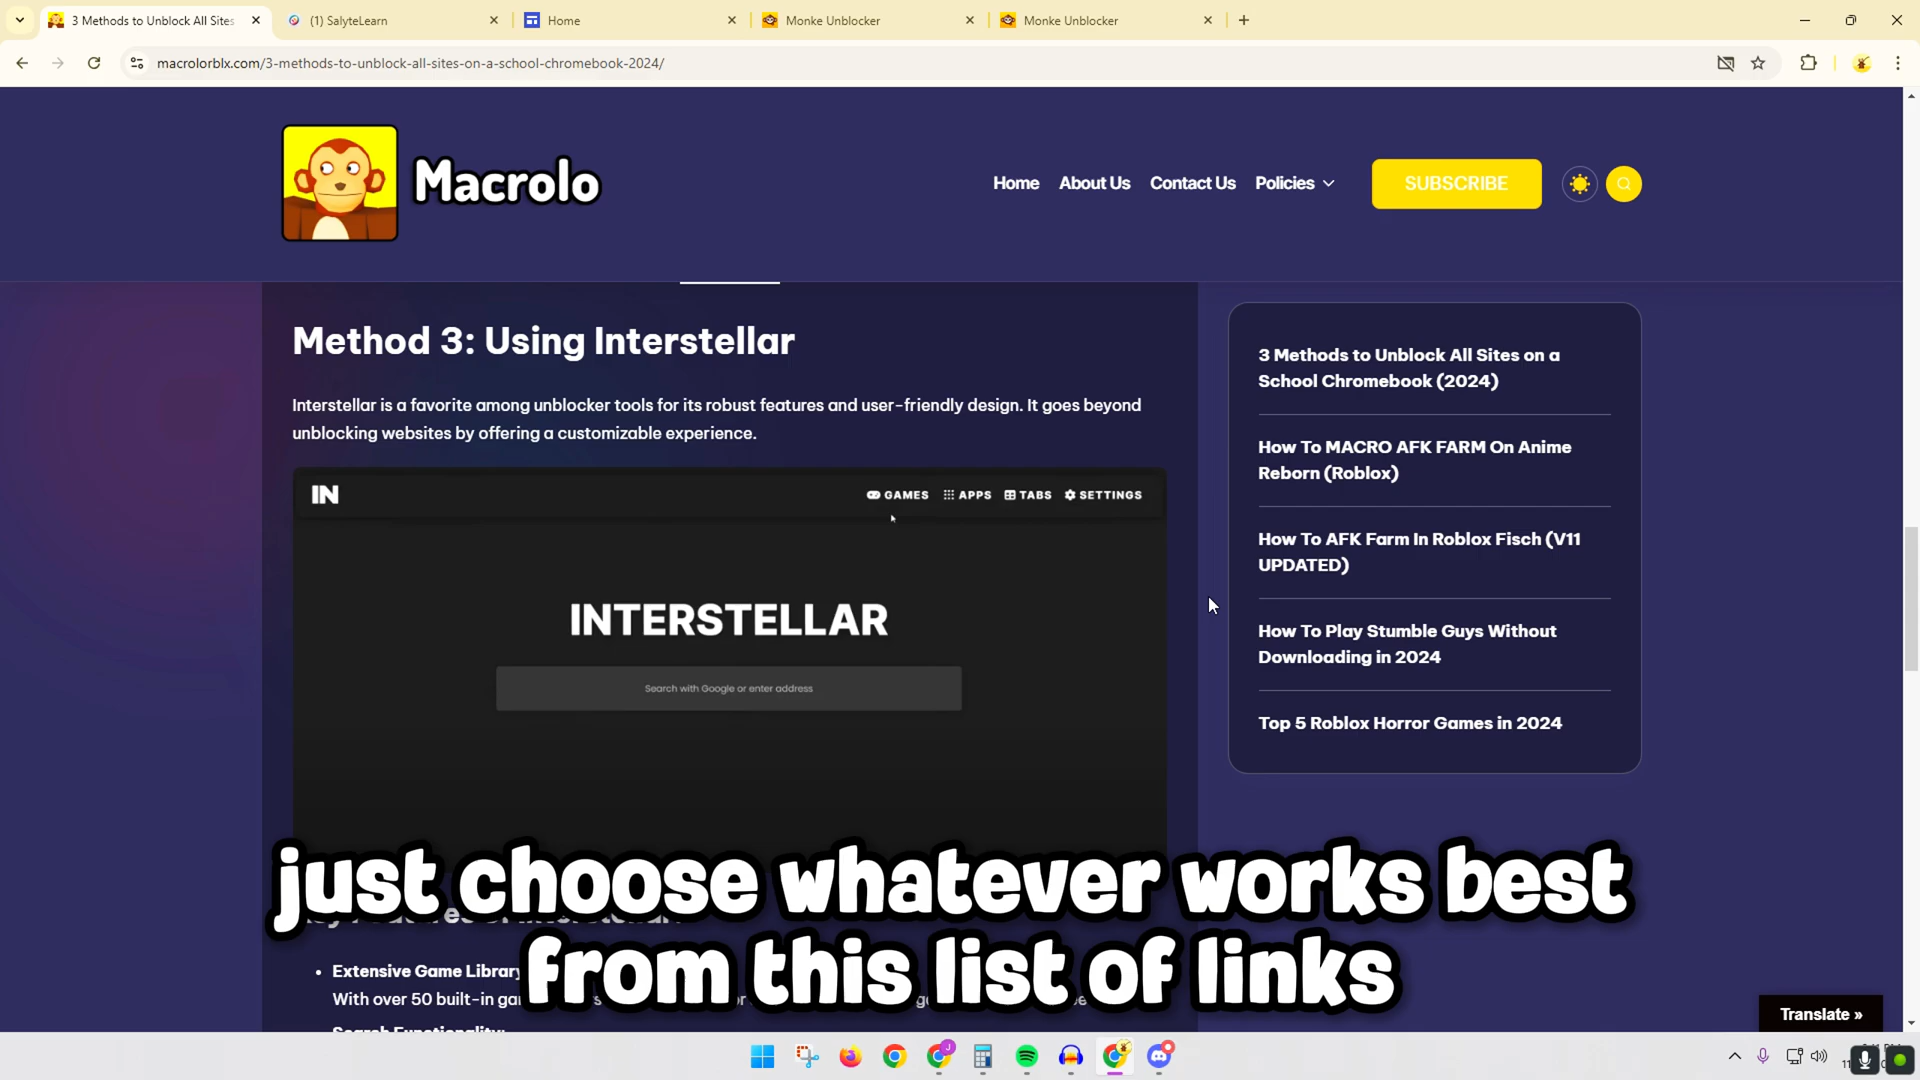 3 Methods to Unblock All Sites
(1) SalyteLearn
Home
Monke Unblocker
Monke Unblocker
macrolorblx.com/3-methods-to-unblock-all-sites-on-a-school-chromebook-2024/
Macrolo
Home
About Us
Contact Us
Policies
SUBSCRIBE
Method 3: Using Interstellar
Interstellar is a favorite among unblocker tools for its robust features and user-friendly design. It goes beyond
unblocking websites by offering a customizable experience.
IN
GAMES
APPS
TABS
SETTINGS
INTERSTELLAR
Search with Google or enter address
3 Methods to Unblock All Sites on a
School Chromebook (2024)
How To MACRO AFK FARM On Anime
Reborn (Roblox)
How To AFK Farm In Roblox Fisch (V11
UPDATED)
How To Play Stumble Guys Without
Downloading in 2024
Top 5 Roblox Horror Games in 2024
just choose whatever works best
from this list of links
Extensive Game Library
With over 50 built-in
Search Functionality:
Translate »